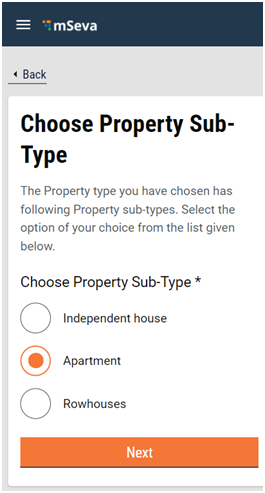 mSeva
Back
Choose Property Sub-
Type
The Property type you have chosen has
following Property sub-types. Select the
option of your choice from the list given
below.
Choose Property Sub-Type *
Independent house
Apartment
Rowhouses
Next